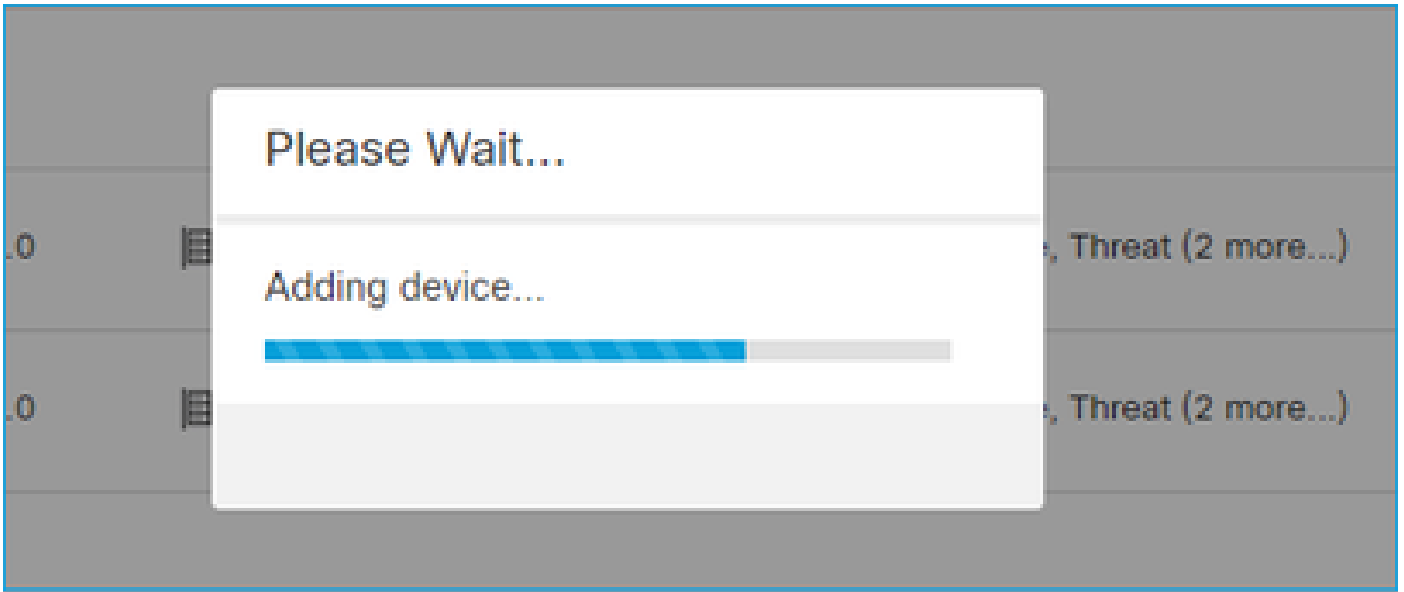 Please Wait...
.0
, Threat (2 more...)
Adding device...
.0
, Threat (2 more...)